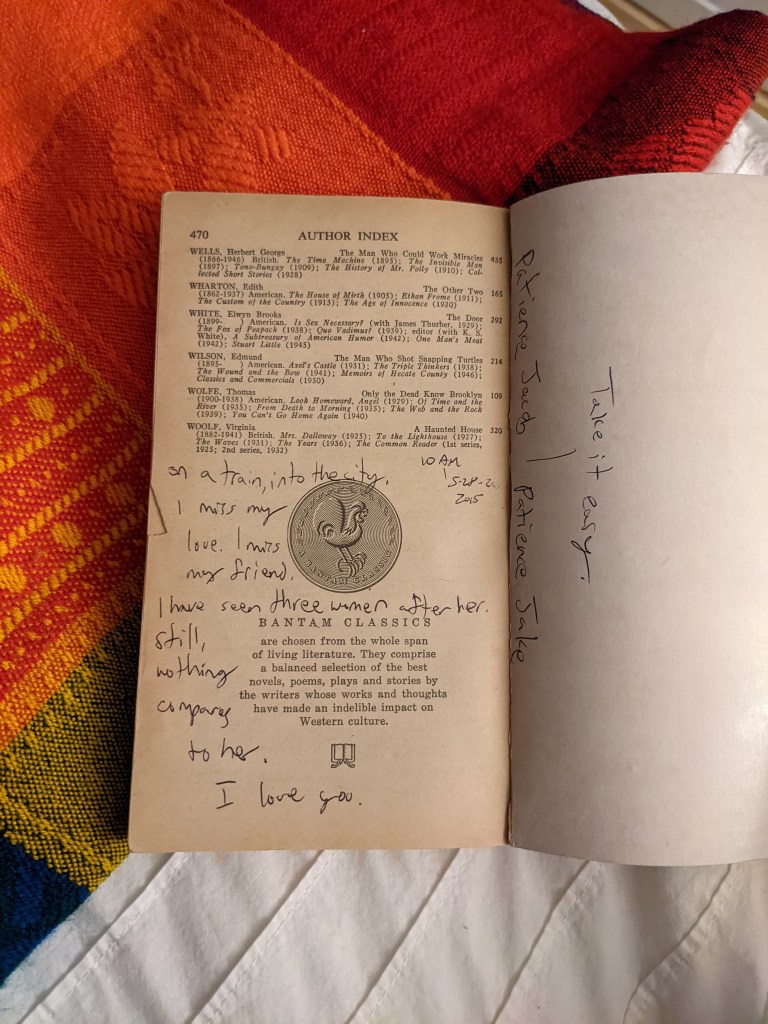 470 AUTHOR INDEX
WELLS, Herbert George The Man Who Could Work Miracles 435
(1866-1946) British. The Time Machine (1895); The Invisible Man
(1897); Tono-Bungay (1909); The History of Mr. Polly (1910); Col-
lected Short Stories (1928)
WHARTON, Edith The Other Two 165
(1862-1937) American. The House of Mirth (1905); Ethan Frome (1911);
The Custom of the Country (1913); The Age of Innocence (1920)
WHITE, Elwyn Brooks The Door 292
(1899- ) American. Is Sex Necessary? (with James Thurber, 1929);
The Fox of Peapack (1938); Quo Vadimus? (1939); editor (with K. S.
White), A Subtreasury of American Humor (1942); One Man's Meat
(1942); Stuart Little (1945)
WILSON, Edmund The Man Who Shot Snapping Turtles 214
(1895- ) American. Axel's Castle (1931); The Triple Thinkers (1938);
The Wound and the Bow (1941); Memoirs of Hecate County (1946);
Classics and Commercials (1950)
WOLFE, Thomas Only the Dead Know Brooklyn 109
(1900-1938) American. Look Homeward, Angel (1929); Of Time and the
River (1935); From Death to Morning (1935); The Web and the Rock
(1939); You Can't Go Home Again (1940)
WOOLF, Virginia A Haunted House 320
(1882-1941) British. Mrs. Dalloway (1925); To the Lighthouse (1927);
The Waves (1931); The Years (1936); The Common Reader (1st series,
1925; 2nd series, 1932)
10 AM
5-28-
2015
on a train, into the city.
I miss my
love. I miss
my friend.
I have seen three women after her.
BANTAM CLASSICS
still,
nothing
compares
to her.
I love you.
are chosen from the whole span
of living literature. They comprise
a balanced selection of the best
novels, poems, plays and stories by
the writers whose works and thoughts
have made an indelible impact on
Western culture.
A BANTAM CLASSIC
Patience / Patience Jake
Take it easy.